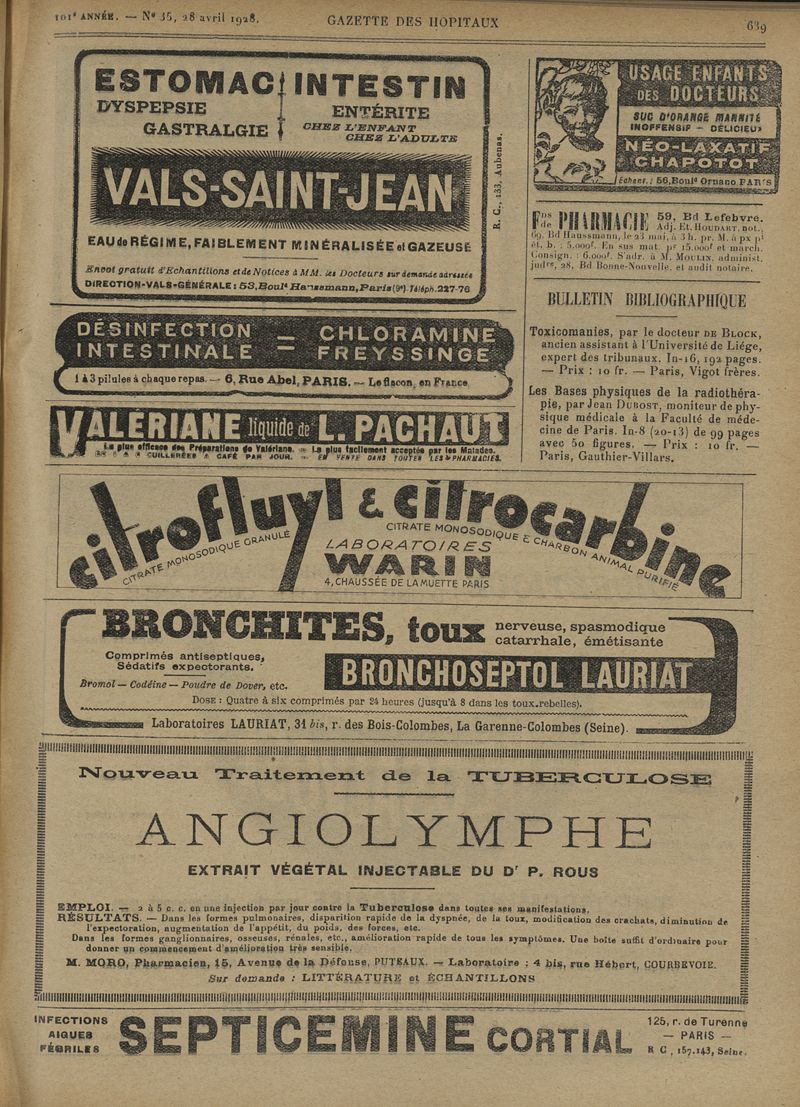 101e ANNÉE. — No 35, 28 avril 1928.
GAZETTE DES HOPITAUX
639
ESTOMAC INTESTIN
DYSPEPSIE
GASTRALGIE
ENTÉRITE
CHEZ L'ENFANT
CHEZ L'ADULTE
VALS-SAINT-JEAN
EAU de RÉGIME, FAIBLEMENT MINÉRALISÉE et GAZEUSE
Envoi gratuit d'Echantillons et de Notices à MM. les Docteurs sur demande adressée
DIRECTION-VALS-GÉNÉRALE : 53, Boul d Haussmann, Paris (9e). Téléph. 227-76
R. C., 133. Aubenas.
DÉSINFECTION
INTESTINALE
=
CHLORAMINE
FREYSSINGE
1 à 3 pilules à chaque repas. — 6, Rue Abel, PARIS. — Le flacon, en France
VALÉRIANE liquide de L. PACHAUT
La plus efficace des Préparations de Valériane. — La plus facilement acceptée par les Malades.
CUILLERÉES A CAFÉ PAR JOUR. — EN VENTE DANS TOUTES LES PHARMACIES.
USAGE ENFANTS
DES DOCTEURS
SUC D'ORANGE MANNITÉ
INOFFENSIF - DÉLICIEUX
NÉO-LAXATIF
CHAPOTOT
Échant.: 56, Boul d Ornano PARIS
Fns de PHARMACIE 59, Bd Lefebvre.
Adj. Et. HOUDART, not.,
69, Bd Haussmann, le 23 mai, à 3 h. pr. M. à px pl
ét. b. : 5.000f. En sus mat. pr 15.000f et march.
Consign. : 6.000f. S'adr. à M. MOULIN, administ.
judre, 28, Bd Bonne-Nouvelle, et audit notaire.
BULLETIN BIBLIOGRAPHIQUE
Toxicomanies, par le docteur DE BLOCK,
ancien assistant à l'Université de Liége,
expert des tribunaux. In-16, 192 pages.
— Prix : 10 fr. — Paris, Vigot frères.
Les Bases physiques de la radiothéra-
pie, par Jean DUBOST, moniteur de phy-
sique médicale à la Faculté de méde-
cine de Paris. In-8 (20-13) de 99 pages
avec 50 figures. — Prix : 10 fr. —
Paris, Gauthier-Villars.
citrofluyl & citrocarbine
CITRATE MONOSODIQUE GRANULÉ
CITRATE MONOSODIQUE & CHARBON ANIMAL PURIFIÉ
LABORATOIRES
WARIN
4, CHAUSSÉE DE LA MUETTE PARIS
BRONCHITES, toux nerveuse, spasmodique
catarrhale, émétisante
Comprimés antiseptiques,
Sédatifs expectorants.
Bromol — Codéine — Poudre de Dover, etc.
BRONCHOSEPTOL LAURIAT
DOSE : Quatre à six comprimés par 24 heures (jusqu'à 8 dans les toux rebelles).
Laboratoires LAURIAT, 31 bis, r. des Bois-Colombes, La Garenne-Colombes (Seine).
Nouveau Traitement de la TUBERCULOSE
ANGIOLYMPHE
EXTRAIT VÉGÉTAL INJECTABLE DU Dr P. ROUS
EMPLOI. — 2 à 5 c. c. en une injection par jour contre la Tuberculose dans toutes ses manifestations.
RÉSULTATS. — Dans les formes pulmonaires, disparition rapide de la dyspnée, de la toux, modification des crachats, diminution de
l'expectoration, augmentation de l'appétit, du poids, des forces, etc.
Dans les formes ganglionnaires, osseuses, rénales, etc., amélioration rapide de tous les symptômes. Une boîte suffit d'ordinaire pour
donner un commencement d'amélioration très sensible.
M. MORO, Pharmacien, 15, Avenue de la Défense, PUTEAUX. — Laboratoire : 4 bis, rue Hébert, COURBEVOIE.
Sur demande : LITTÉRATURE et ÉCHANTILLONS
INFECTIONS
AIGUES
FÉBRILES
SEPTICEMINE CORTIAL
125, r. de Turenne
— PARIS —
R C, 157.143, Seine.